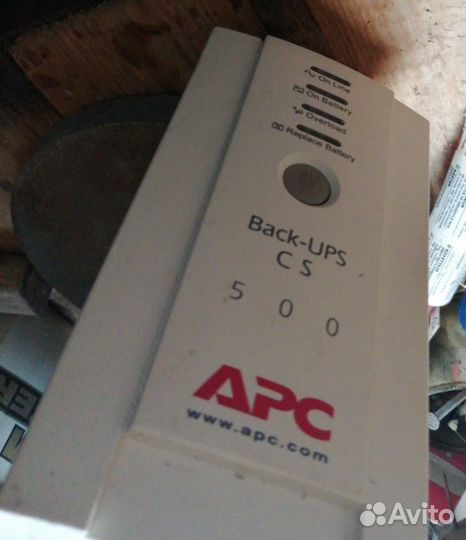 On Line
On Battery
Overload
Replace Battery
Back-UPS
CS
500
APC
www.apc.com
Avito